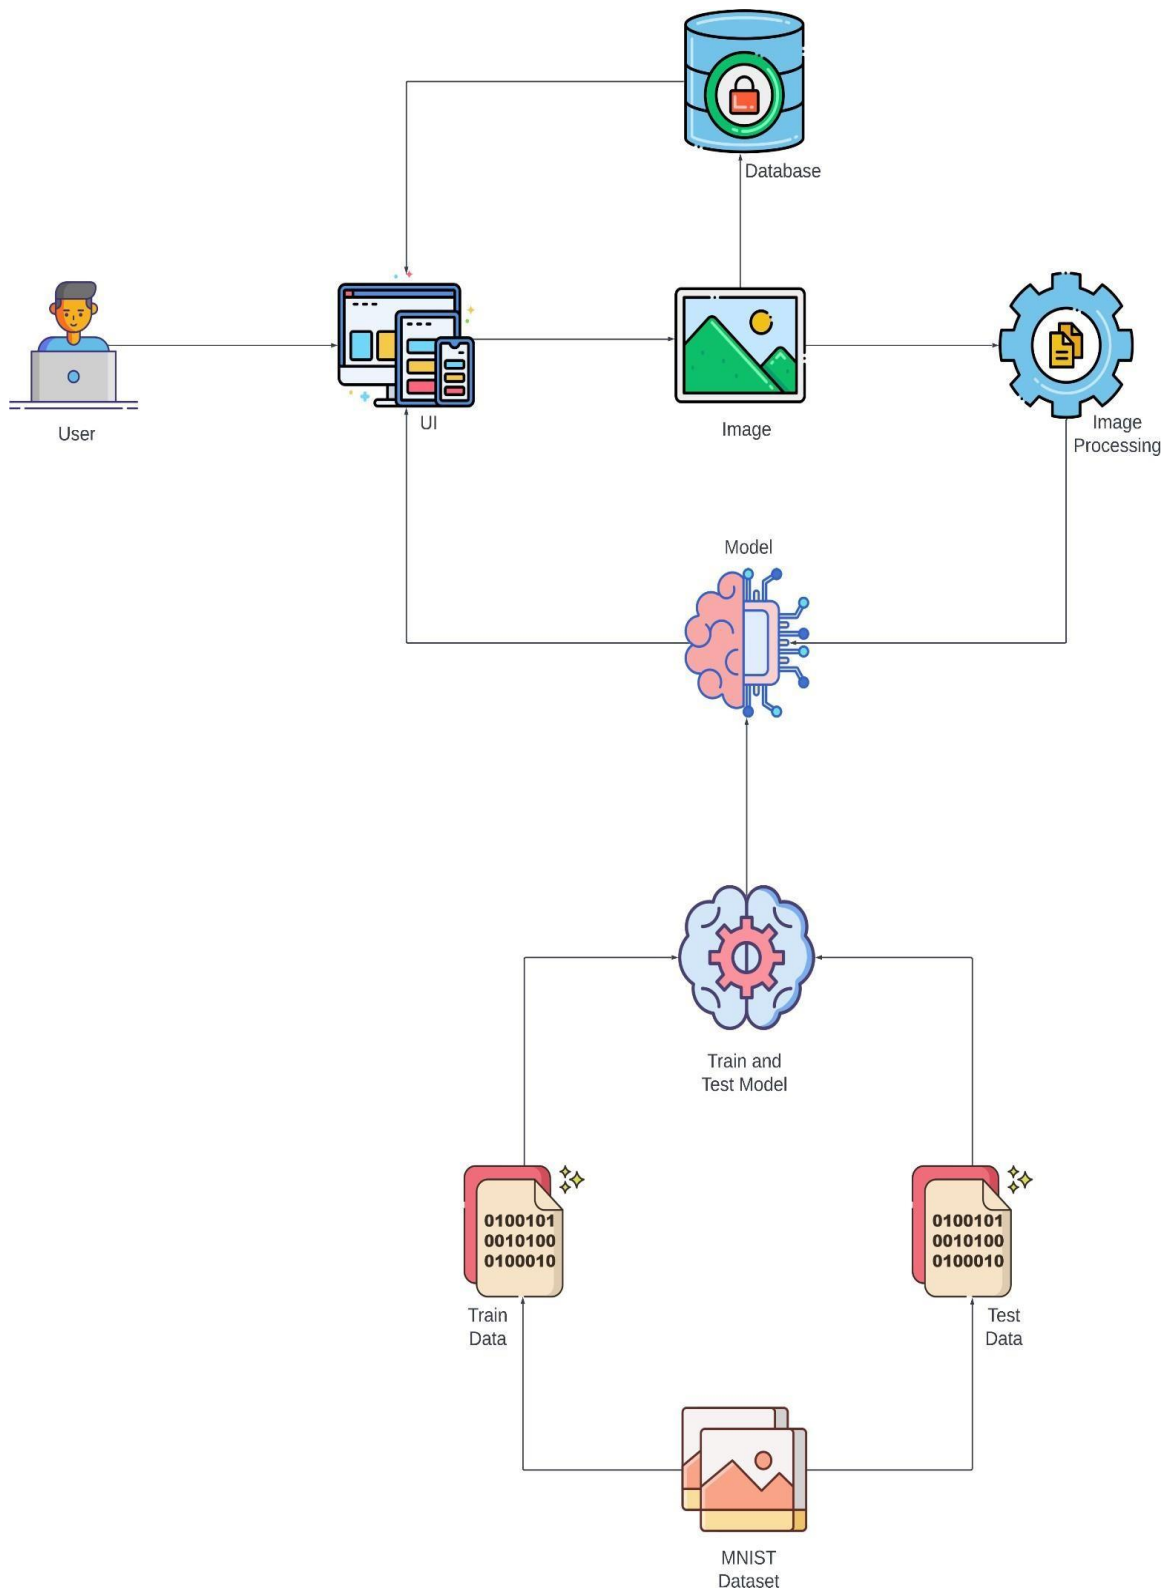 Database
User
UI
Image
Image
Processing
Model
Train and
Test Model
0100101
0010100
0100010
0100101
0010100
0100010
Train
Data
Test
Data
MNIST
Dataset